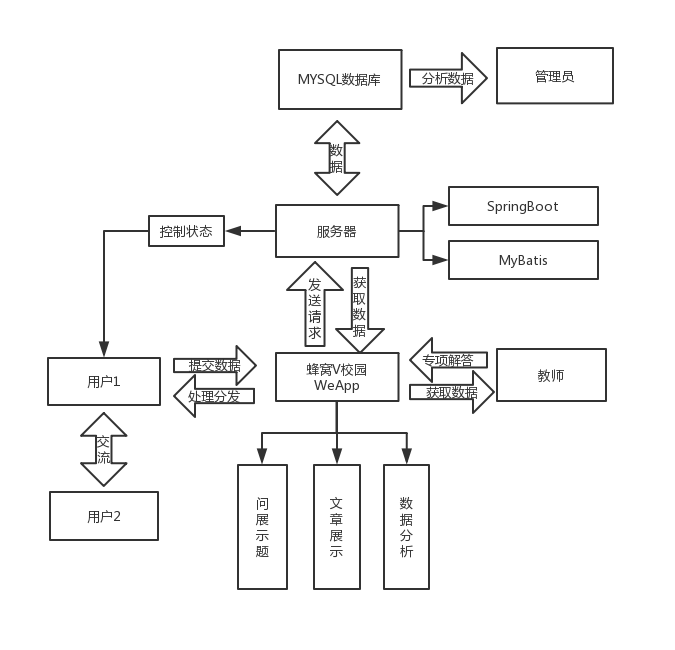 MYSQL数据库
分析数据
管理员
数据
SpringBoot
控制状态
服务器
MyBatis
发送请求
获取数据
提交数据
蜂窝V校园
WeApp
专项解答
用户1
教师
处理分发
获取数据
交流
用户2
问展示题
文章展示
数据分析